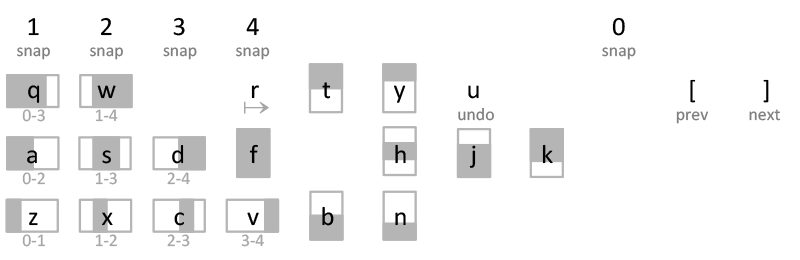 1 2 3 4 0
snap snap snap snap snap
q w r t y u [ ]
0-3 1-4 undo prev next
a s d f h j k
0-2 1-3 2-4
z x c v b n
0-1 1-2 2-3 3-4